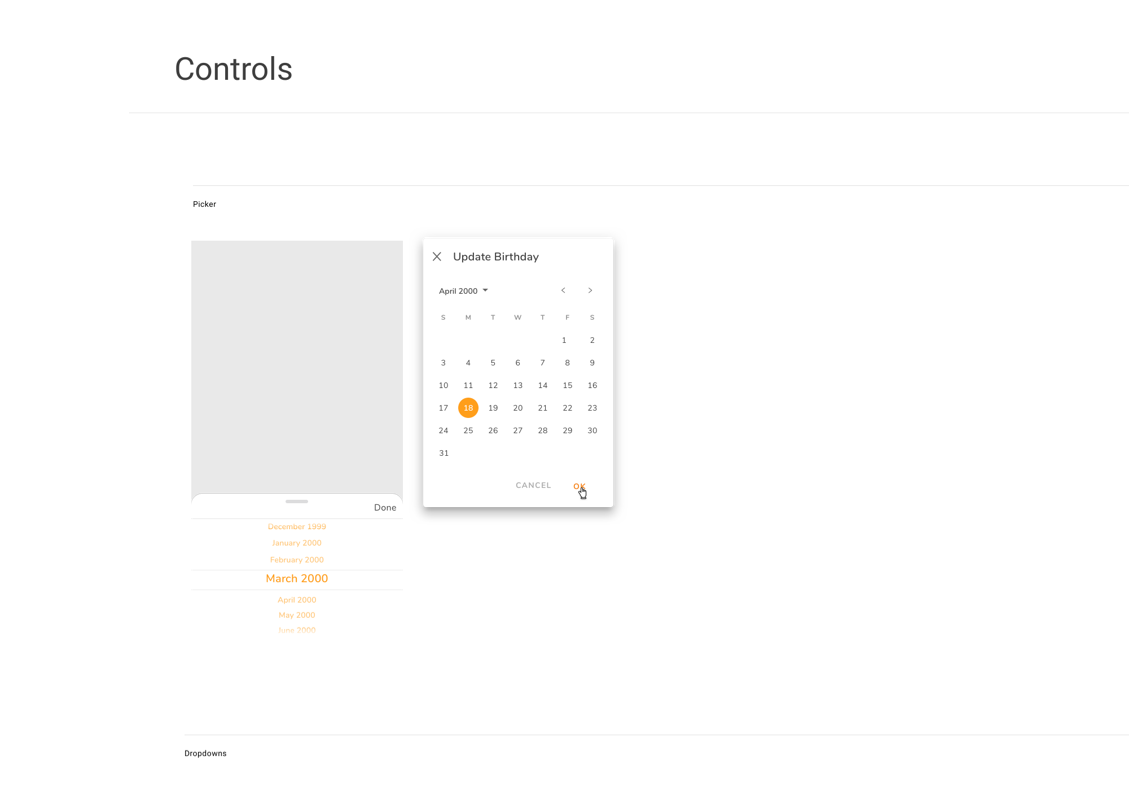 Controls
Picker
Update Birthday
April 2000
S M T W T F S
1 2
3 4 5 6 7 8 9
10 11 12 13 14 15 16
17 18 19 20 21 22 23
24 25 26 27 28 29 30
31
CANCEL OK
Done
December 1999
January 2000
February 2000
March 2000
April 2000
May 2000
June 2000
Dropdowns